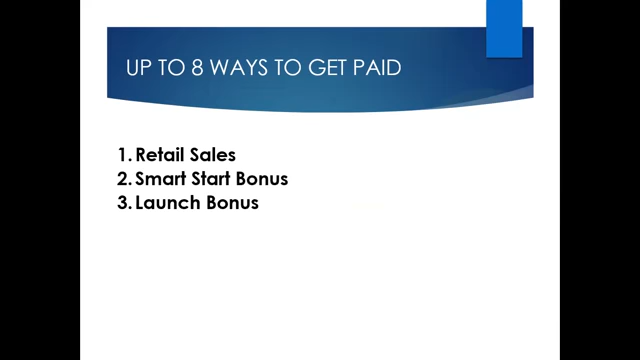 UP TO 8 WAYS TO GET PAID
1. Retail Sales
2. Smart Start Bonus
3. Launch Bonus